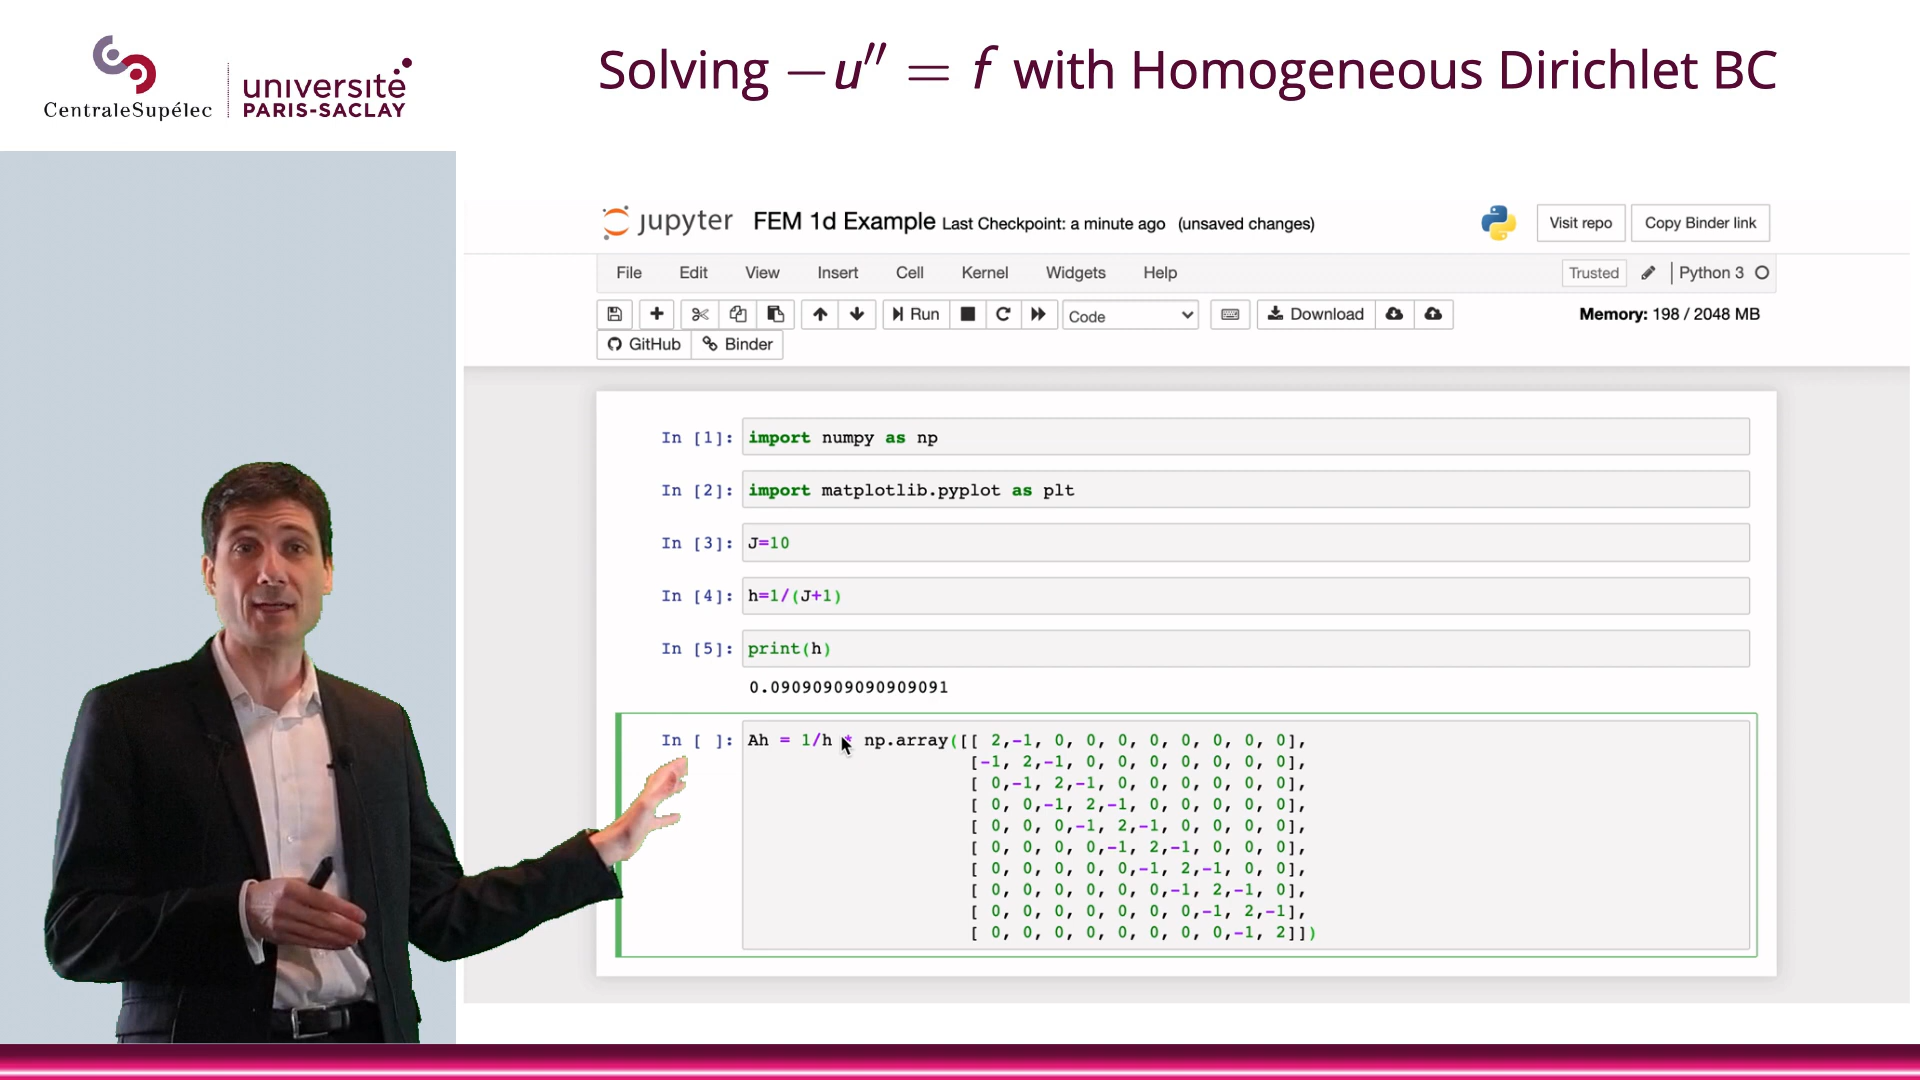 CentraleSupélec
université
PARIS-SACLAY
Solving −u″ = f with Homogeneous Dirichlet BC
jupyter FEM 1d Example Last Checkpoint: a minute ago (unsaved changes)
Visit repo Copy Binder link
File Edit View Insert Cell Kernel Widgets Help
Trusted Python 3
Run Code Download Memory: 198 / 2048 MB
GitHub Binder
In [1]: import numpy as np
In [2]: import matplotlib.pyplot as plt
In [3]: J=10
In [4]: h=1/(J+1)
In [5]: print(h)
0.09090909090909091
In [ ]: Ah = 1/h * np.array([[ 2,-1, 0, 0, 0, 0, 0, 0, 0, 0],
[-1, 2,-1, 0, 0, 0, 0, 0, 0, 0],
[ 0,-1, 2,-1, 0, 0, 0, 0, 0, 0],
[ 0, 0,-1, 2,-1, 0, 0, 0, 0, 0],
[ 0, 0, 0,-1, 2,-1, 0, 0, 0, 0],
[ 0, 0, 0, 0,-1, 2,-1, 0, 0, 0],
[ 0, 0, 0, 0, 0,-1, 2,-1, 0, 0],
[ 0, 0, 0, 0, 0, 0,-1, 2,-1, 0],
[ 0, 0, 0, 0, 0, 0, 0,-1, 2,-1],
[ 0, 0, 0, 0, 0, 0, 0, 0,-1, 2]])